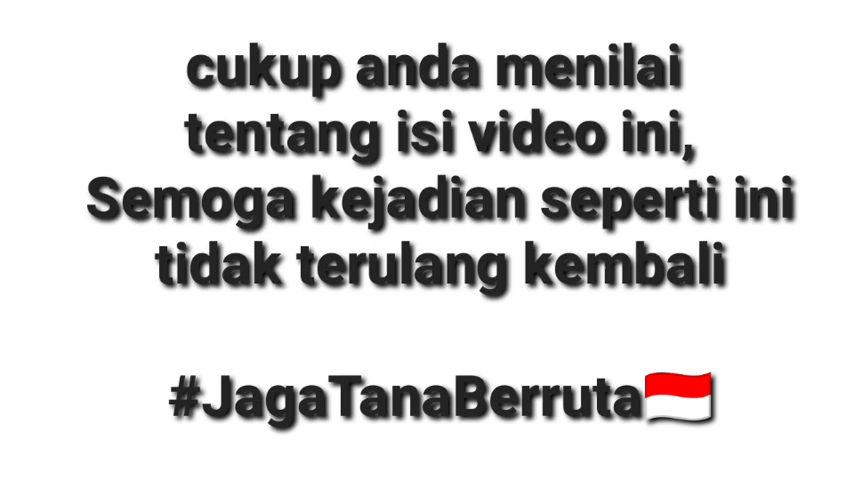 cukup anda menilai
tentang isi video ini,
Semoga kejadian seperti ini
tidak terulang kembali
#JagaTanaBerruta🇮🇩